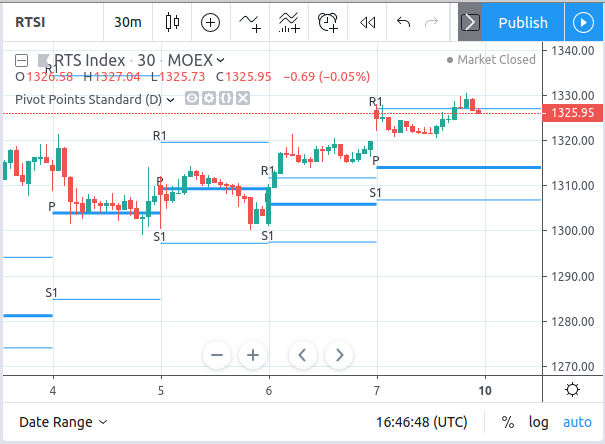 RTSI 30m Publish
1340.00
RTS Index · 30 · MOEX
Market Closed
R1
O1326.58 H1327.04 L1325.73 C1325.95 −0.69 (−0.05%)
Pivot Points Standard (D)
1330.00
R1
1325.95
R1
1320.00
R1
P
P
1310.00
S1
P
1300.00
S1
S1
1290.00
S1
1280.00
1270.00
4 5 6 7 10
Date Range 16:46:48 (UTC) % log auto